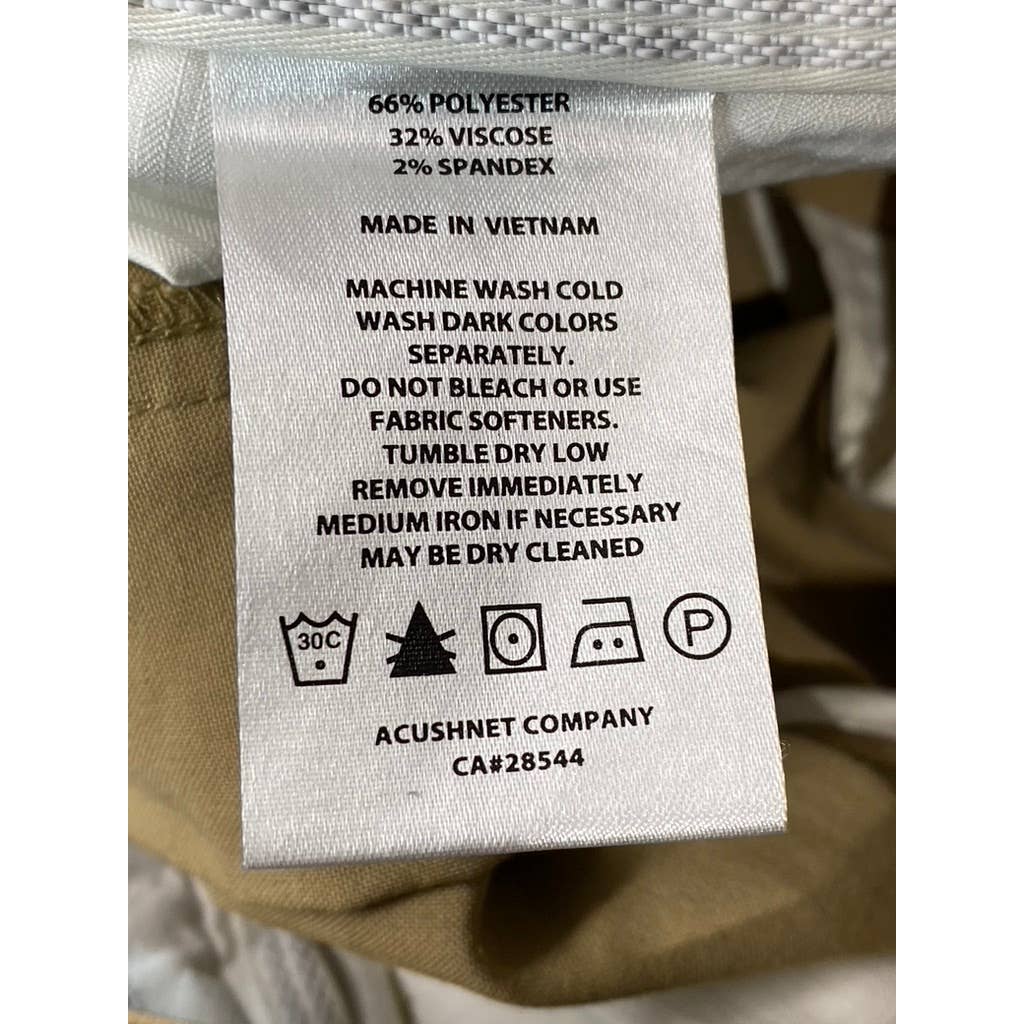 66% POLYESTER
32% VISCOSE
2% SPANDEX
MADE IN VIETNAM
MACHINE WASH COLD
WASH DARK COLORS
SEPARATELY.
DO NOT BLEACH OR USE
FABRIC SOFTENERS.
TUMBLE DRY LOW
REMOVE IMMEDIATELY
MEDIUM IRON IF NECESSARY
MAY BE DRY CLEANED
30C P
ACUSHNET COMPANY
CA#28544